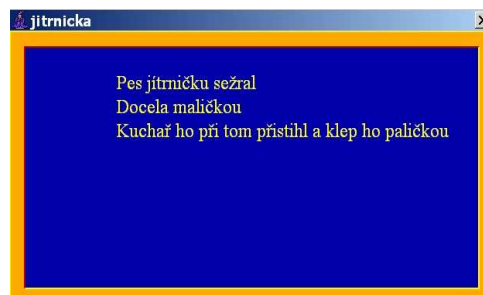 jitrnicka
Pes jitrničku sežral
Docela maličkou
Kuchař ho při tom přistihl a klep ho paličkou